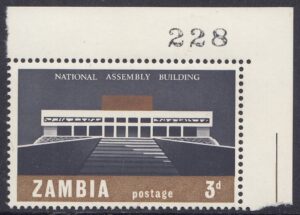 228
NATIONAL ASSEMBLY BUILDING
ZAMBIA postage 3d